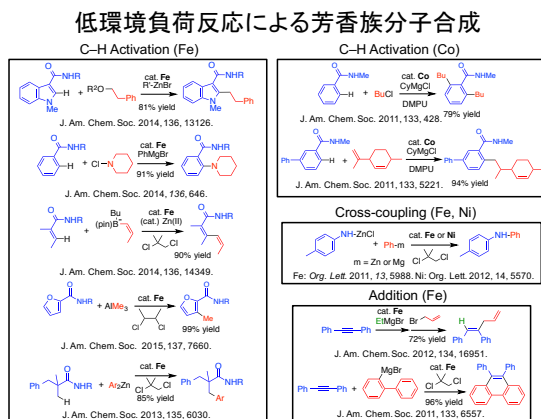 低環境負荷反応による芳香族分子合成
C–H Activation (Fe)
CONHR
H
N
Me
+
R²O
Ph
cat. Fe
R'-ZnBr
81% yield
CONHR
N
Me
Ph
J. Am. Chem. Soc. 2014, 136, 13126.
CONHR
H
+
Cl–N
cat. Fe
PhMgBr
91% yield
CONHR
N
J. Am. Chem. Soc. 2014, 136, 646.
O
NHR
H
+
Bu
(pin)B
–
cat. Fe
(cat.) Zn(II)
Cl
Cl
90% yield
O
NHR
J. Am. Chem. Soc. 2014, 136, 14349.
O
O
NHR
H
+ AlMe₃
cat. Fe
Cl
Cl
99% yield
O
O
NHR
Me
J. Am. Chem. Soc. 2015, 137, 7660.
O
Ph
NHR
H
+ Ar₂Zn
cat. Fe
Cl
Cl
85% yield
O
Ph
NHR
Ar
J. Am. Chem. Soc. 2013, 135, 6030.
C–H Activation (Co)
CONHMe
H
+ BuCl
cat. Co
CyMgCl
DMPU
Bu
CONHMe
Bu
79% yield
J. Am. Chem. Soc. 2011, 133, 428.
CONHMe
Ph
H
+
cat. Co
CyMgCl
DMPU
CONHMe
Ph
94% yield
J. Am. Chem. Soc. 2011, 133, 5221.
Cross-coupling (Fe, Ni)
NH-ZnCl
+ Ph-m
m = Zn or Mg
cat. Fe or Ni
Cl
Cl
NH-Ph
Fe: Org. Lett. 2011, 13, 5988. Ni: Org. Lett. 2012, 14, 5570.
Addition (Fe)
Ph
Ph
cat. Fe
EtMgBr
Br
72% yield
H
Ph
Ph
J. Am. Chem. Soc. 2012, 134, 16951.
Ph
Ph
+
MgBr
cat. Fe
Cl
Cl
96% yield
Ph
Ph
J. Am. Chem. Soc. 2011, 133, 6557.